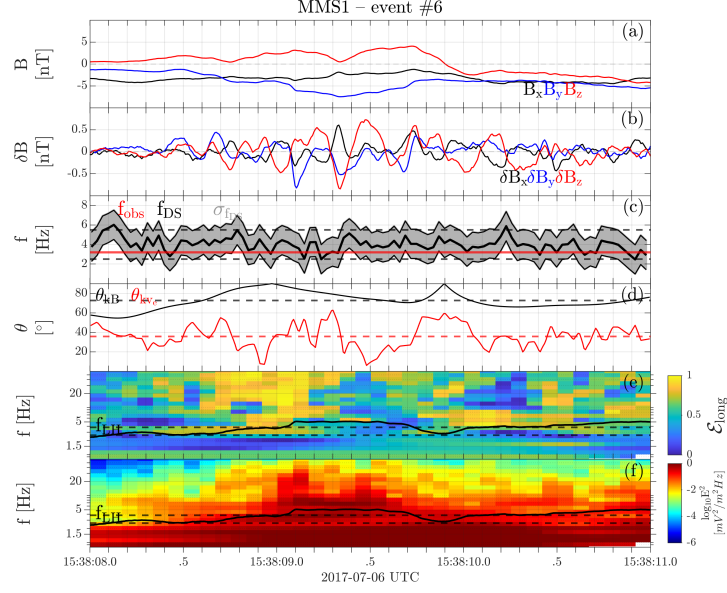 MMS1 – event #6
(a)
B
[nT]
5
0
-5
BxByBz
(b)
δB
[nT]
0.5
0
-0.5
δBxδByδBz
(c)
f
[Hz]
8
6
4
2
fobs fDS σfDS
(d)
θ
[°]
80
60
40
20
θkB θkve
(e)
f [Hz]
20
5
1.5
fLH
1
0.5
0
Ɛlong
(f)
f [Hz]
20
5
1.5
fLH
0
-2
-4
-6
log10E²
[mV²/m²Hz]
15:38:08.0 .5 15:38:09.0 .5 15:38:10.0 .5 15:38:11.0
2017-07-06 UTC